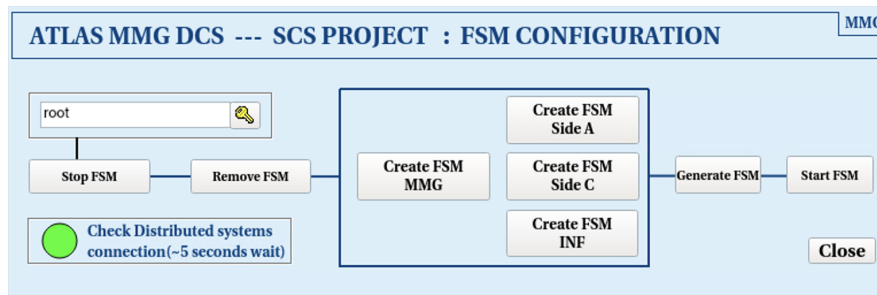 ATLAS MMG DCS --- SCS PROJECT : FSM CONFIGURATION
root
Stop FSM
Remove FSM
Create FSM
MMG
Create FSM
Side A
Create FSM
Side C
Create FSM
INF
Generate FSM
Start FSM
Check Distributed systems
connection(~5 seconds wait)
Close